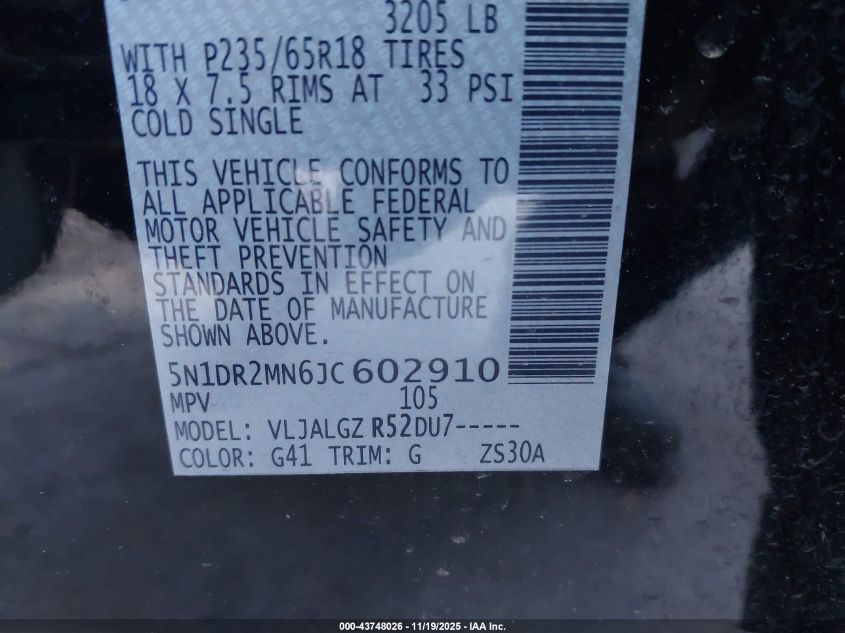 3205 LB
WITH P235/65R18 TIRES
18 X 7.5 RIMS AT 33 PSI
COLD SINGLE
THIS VEHICLE CONFORMS TO
ALL APPLICABLE FEDERAL
MOTOR VEHICLE SAFETY AND
THEFT PREVENTION
STANDARDS IN EFFECT ON
THE DATE OF MANUFACTURE
SHOWN ABOVE.
5N1DR2MN6JC602910
MPV 105
MODEL: VLJALGZ R52DU7-----
COLOR: G41 TRIM: G ZS30A
000-43748026 - 11/19/2025 - IAA Inc.